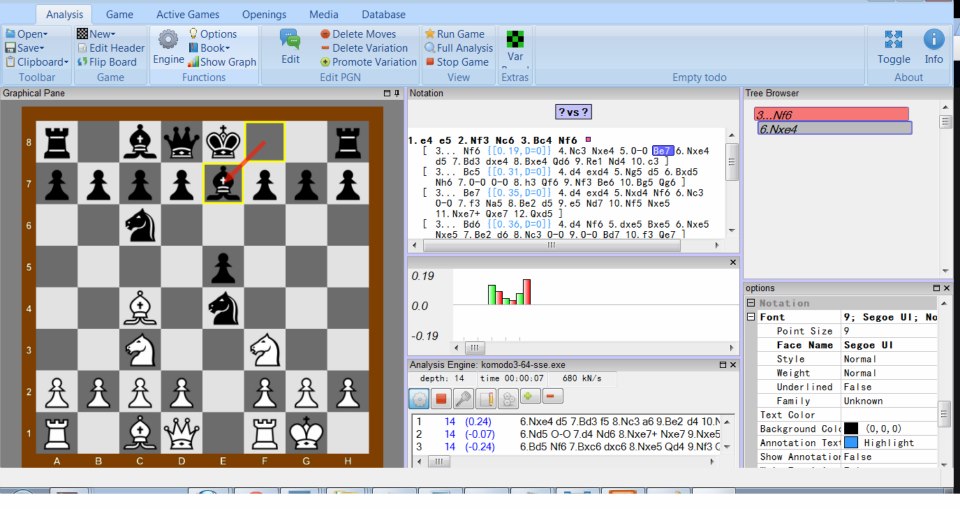 Analysis Game Active Games Openings Media Database
Open New Options Delete Moves Run Game
Save Edit Header Engine Book Edit Delete Variation Full Analysis Var Toggle Info
Clipboard Flip Board Show Graph Promote Variation Stop Game
Toolbar Game Functions Edit PGN View Extras Empty todo About
Graphical Pane
Notation
Tree Browser
? vs ?
1.e4 e5 2.Nf3 Nc6 3.Bc4 Nf6
[ 3... Nf6 {[0.19,D=0]} 4.Nc3 Nxe4 5.O-O Be7 6.Nxe4
d5 7.Bd3 dxe4 8.Bxe4 Qd6 9.Re1 Nd4 10.c3 ]
[ 3... Bc5 {[0.31,D=0]} 4.d4 exd4 5.Ng5 d5 6.Bxd5
Nh6 7.O-O O-O 8.h3 Qf6 9.Nf3 Be6 10.Bg5 Qg6 ]
[ 3... Be7 {[0.35,D=0]} 4.d4 exd4 5.Nxd4 Nf6 6.Nc3
O-O 7.f3 Na5 8.Be2 d5 9.e5 Nd7 10.Nf5 Nxe5
11.Nxe7+ Qxe7 12.Qxd5 ]
[ 3... Bd6 {[0.36,D=0]} 4.d4 Nf6 5.dxe5 Bxe5 6.Nxe5
Nxe5 7.Be2 d6 8.Nc3 O-O 9.O-O Bd7 10.f3 Qe7 ]
3...Nf6
6.Nxe4
8
7
6
5
4
3
2
1
A B C D E F G H
0.19
0.0
-0.19
Analysis Engine: komodo3-64-sse.exe
depth: 14 time 00:00:07 680 kN/s
1 14 (0.24) 6.Nxe4 d5 7.Bd3 f5 8.Nc3 a6 9.Be2 d4 10.N
2 14 (-0.07) 6.Nd5 O-O 7.d4 Nd6 8.Nxe7+ Nxe7 9.Nxe5
3 14 (-0.24) 6.Bd5 Nf6 7.Bxc6 dxc6 8.Nxe5 Qd4 9.Nf3
options
Notation
Font 9; Segoe UI; No
Point Size 9
Face Name Segoe UI
Style Normal
Weight Normal
Underlined False
Family Unknown
Text Color
Background Colo (0,0,0)
Annotation Text Highlight
Show Annotation False